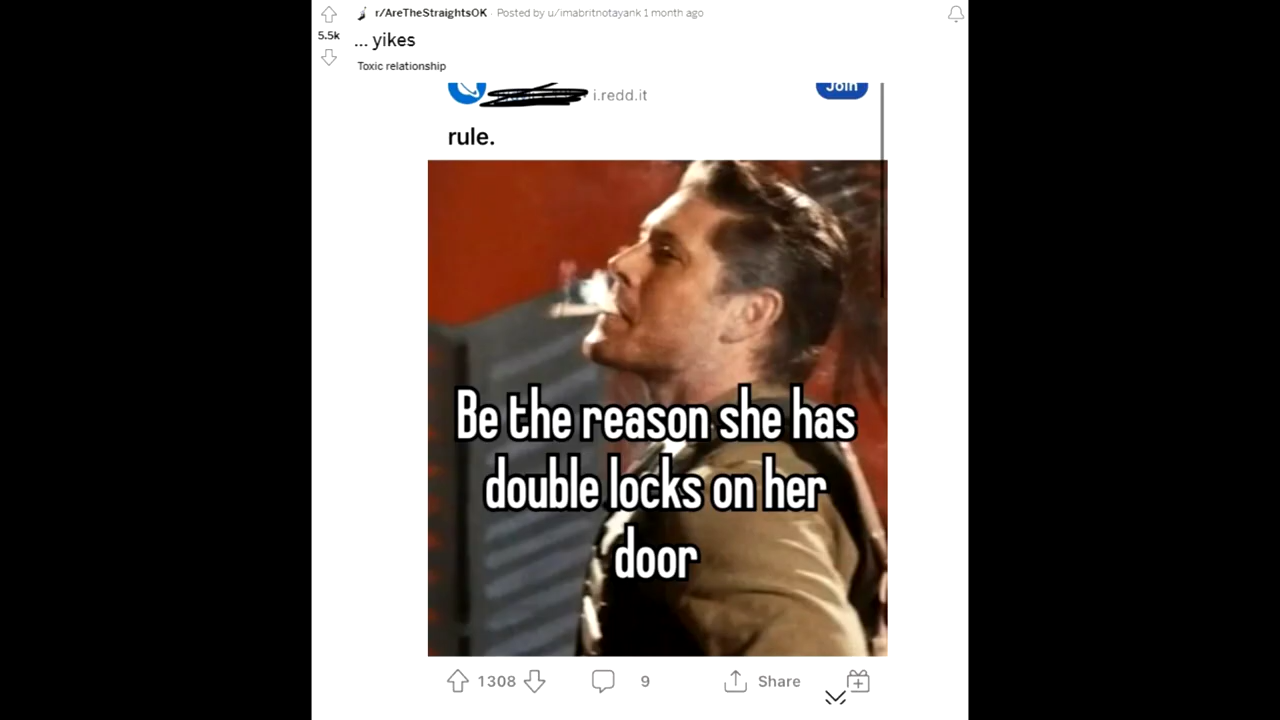 r/AreTheStraightsOK · Posted by u/imabritnotayank 1 month ago
5.5k
... yikes
Toxic relationship
i.redd.it
Join
rule.
Be the reason she has
double locks on her
door
1308
9
Share